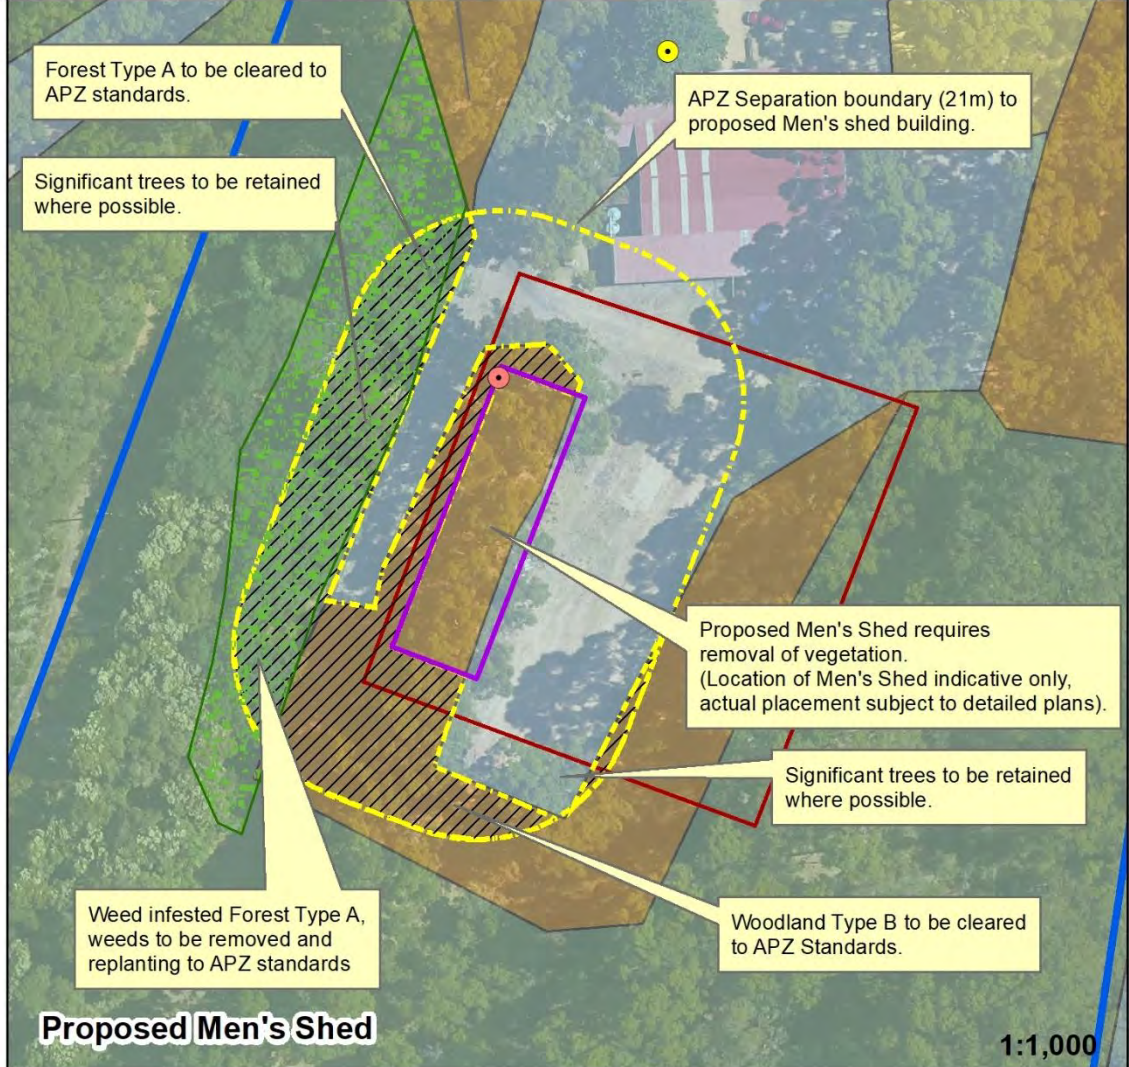 Forest Type A to be cleared to
APZ standards.
APZ Separation boundary (21m) to
proposed Men's shed building.
Significant trees to be retained
where possible.
Proposed Men's Shed requires
removal of vegetation.
(Location of Men's Shed indicative only,
actual placement subject to detailed plans).
Significant trees to be retained
where possible.
Weed infested Forest Type A,
weeds to be removed and
replanting to APZ standards
Woodland Type B to be cleared
to APZ Standards.
Proposed Men's Shed
1:1,000